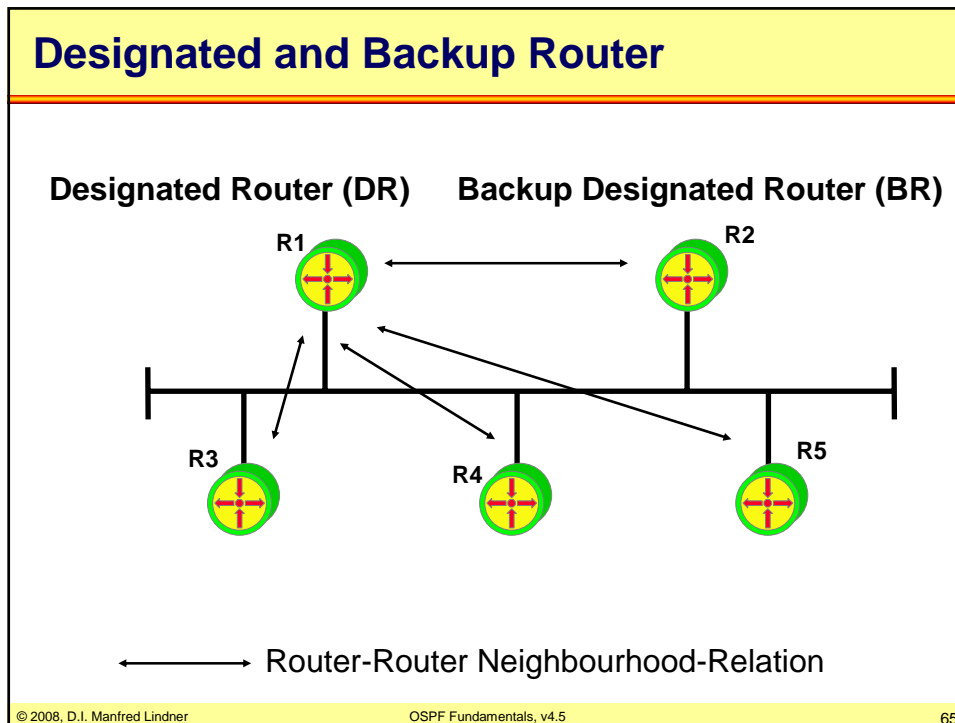 Designated and Backup Router
Designated Router (DR)
Backup Designated Router (BR)
R1
R2
R3
R4
R5
Router-Router Neighbourhood-Relation
© 2008, D.I. Manfred Lindner
OSPF Fundamentals, v4.5
65